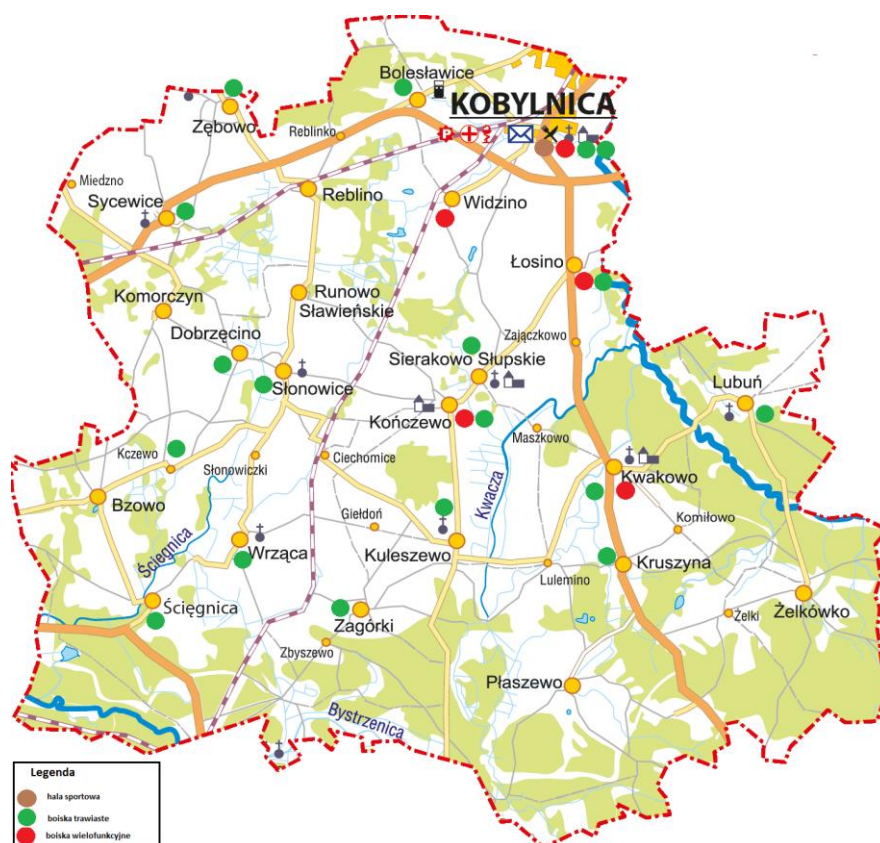 Bolesławice
KOBYLNICA
P
Zębowo
Reblinko
Miedzno
Sycewice
Reblino
Widzino
Łosino
Komorczyn
Runowo
Sławieńskie
Dobrzęcino
Zajączkowo
Sierakowo Słupskie
Słonowice
Lubuń
Kończewo
Maszkowo
Kczewo
Słonowiczki
Ciechomice
Kwakowo
Bzowo
Kwacza
Giełdoń
Komiłowo
Ścięgnica
Wrząca
Kuleszewo
Kruszyna
Lulemino
Ścięgnica
Zagórki
Żelki
Żelkówko
Zbyszewo
Płaszewo
Bystrzenica
Legenda
hala sportowa
boiska trawiaste
boiska wielofunkcyjne